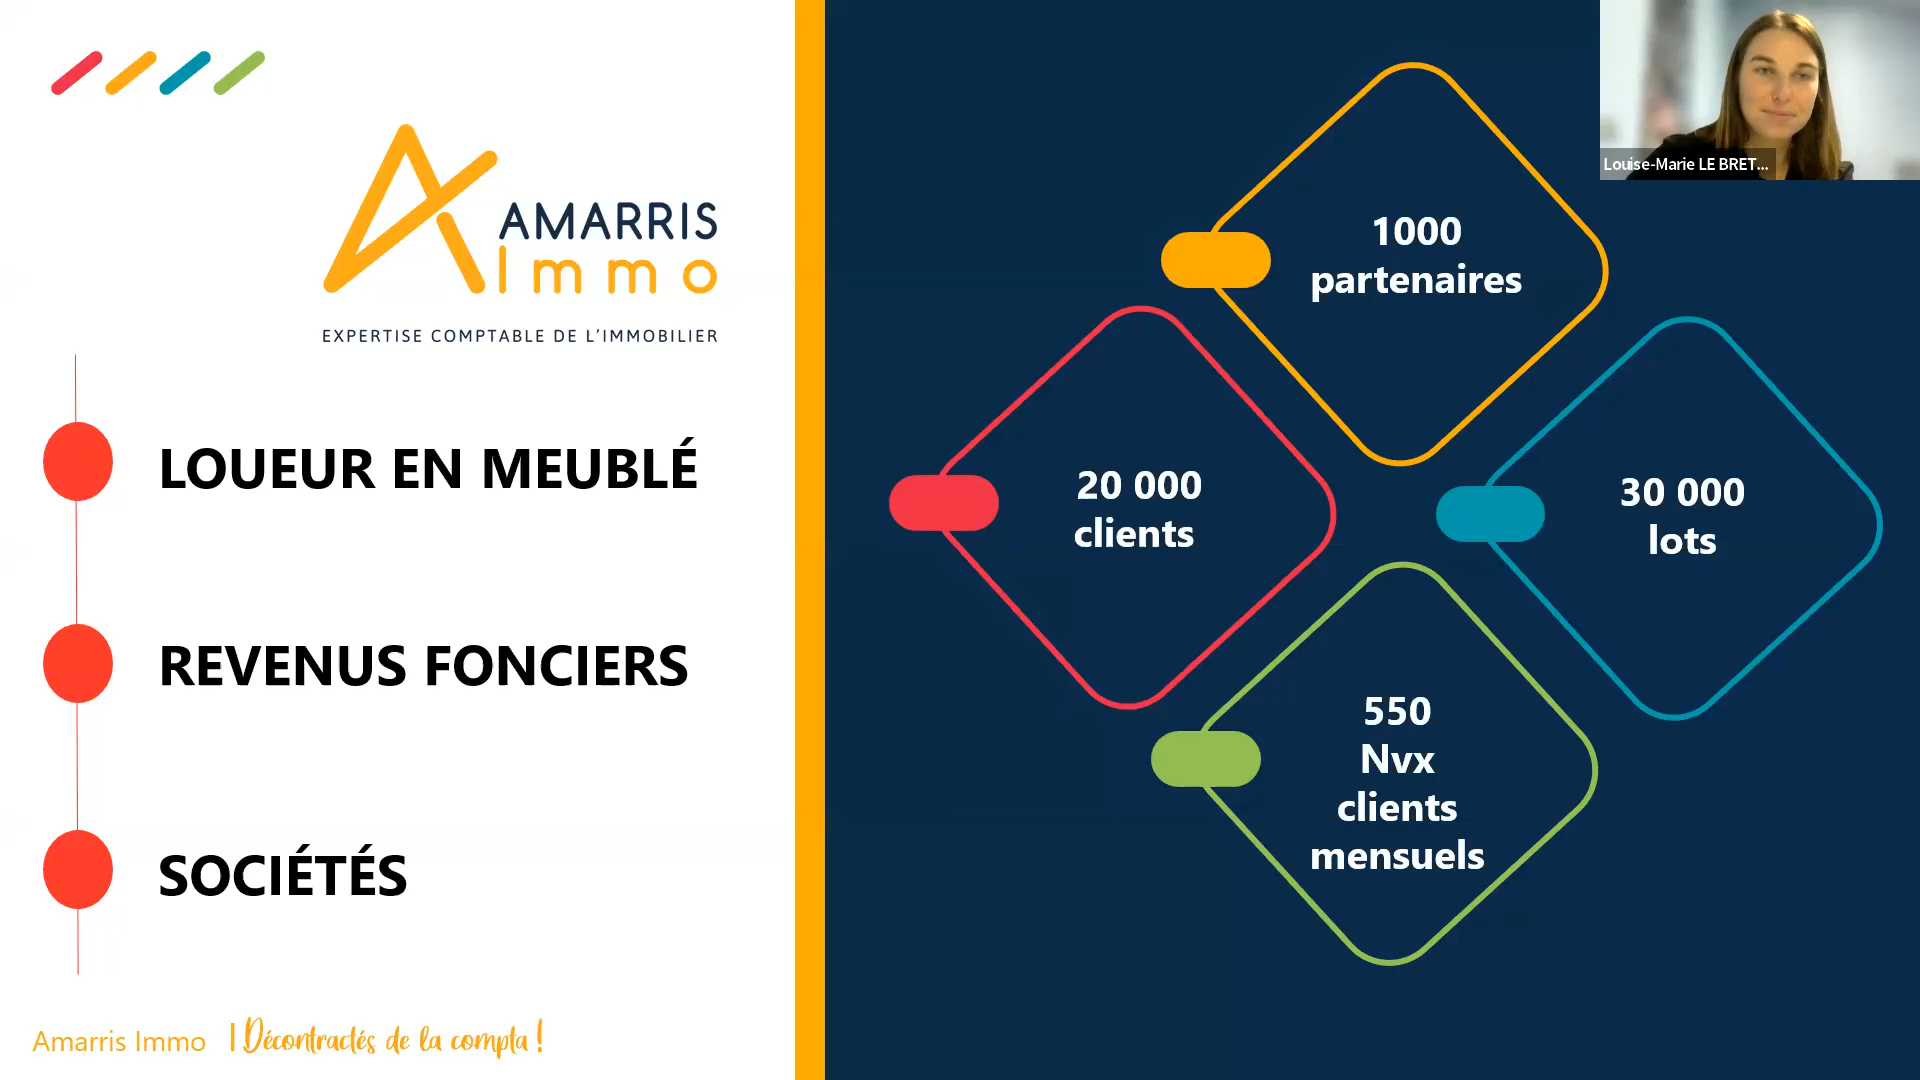 AMARRIS
Immo
EXPERTISE COMPTABLE DE L'IMMOBILIER
LOUEUR EN MEUBLÉ
REVENUS FONCIERS
SOCIÉTÉS
Amarris Immo | Décontractés de la compta !
1000
partenaires
20 000
clients
30 000
lots
550
Nvx
clients
mensuels
Louise-Marie LE BRET...